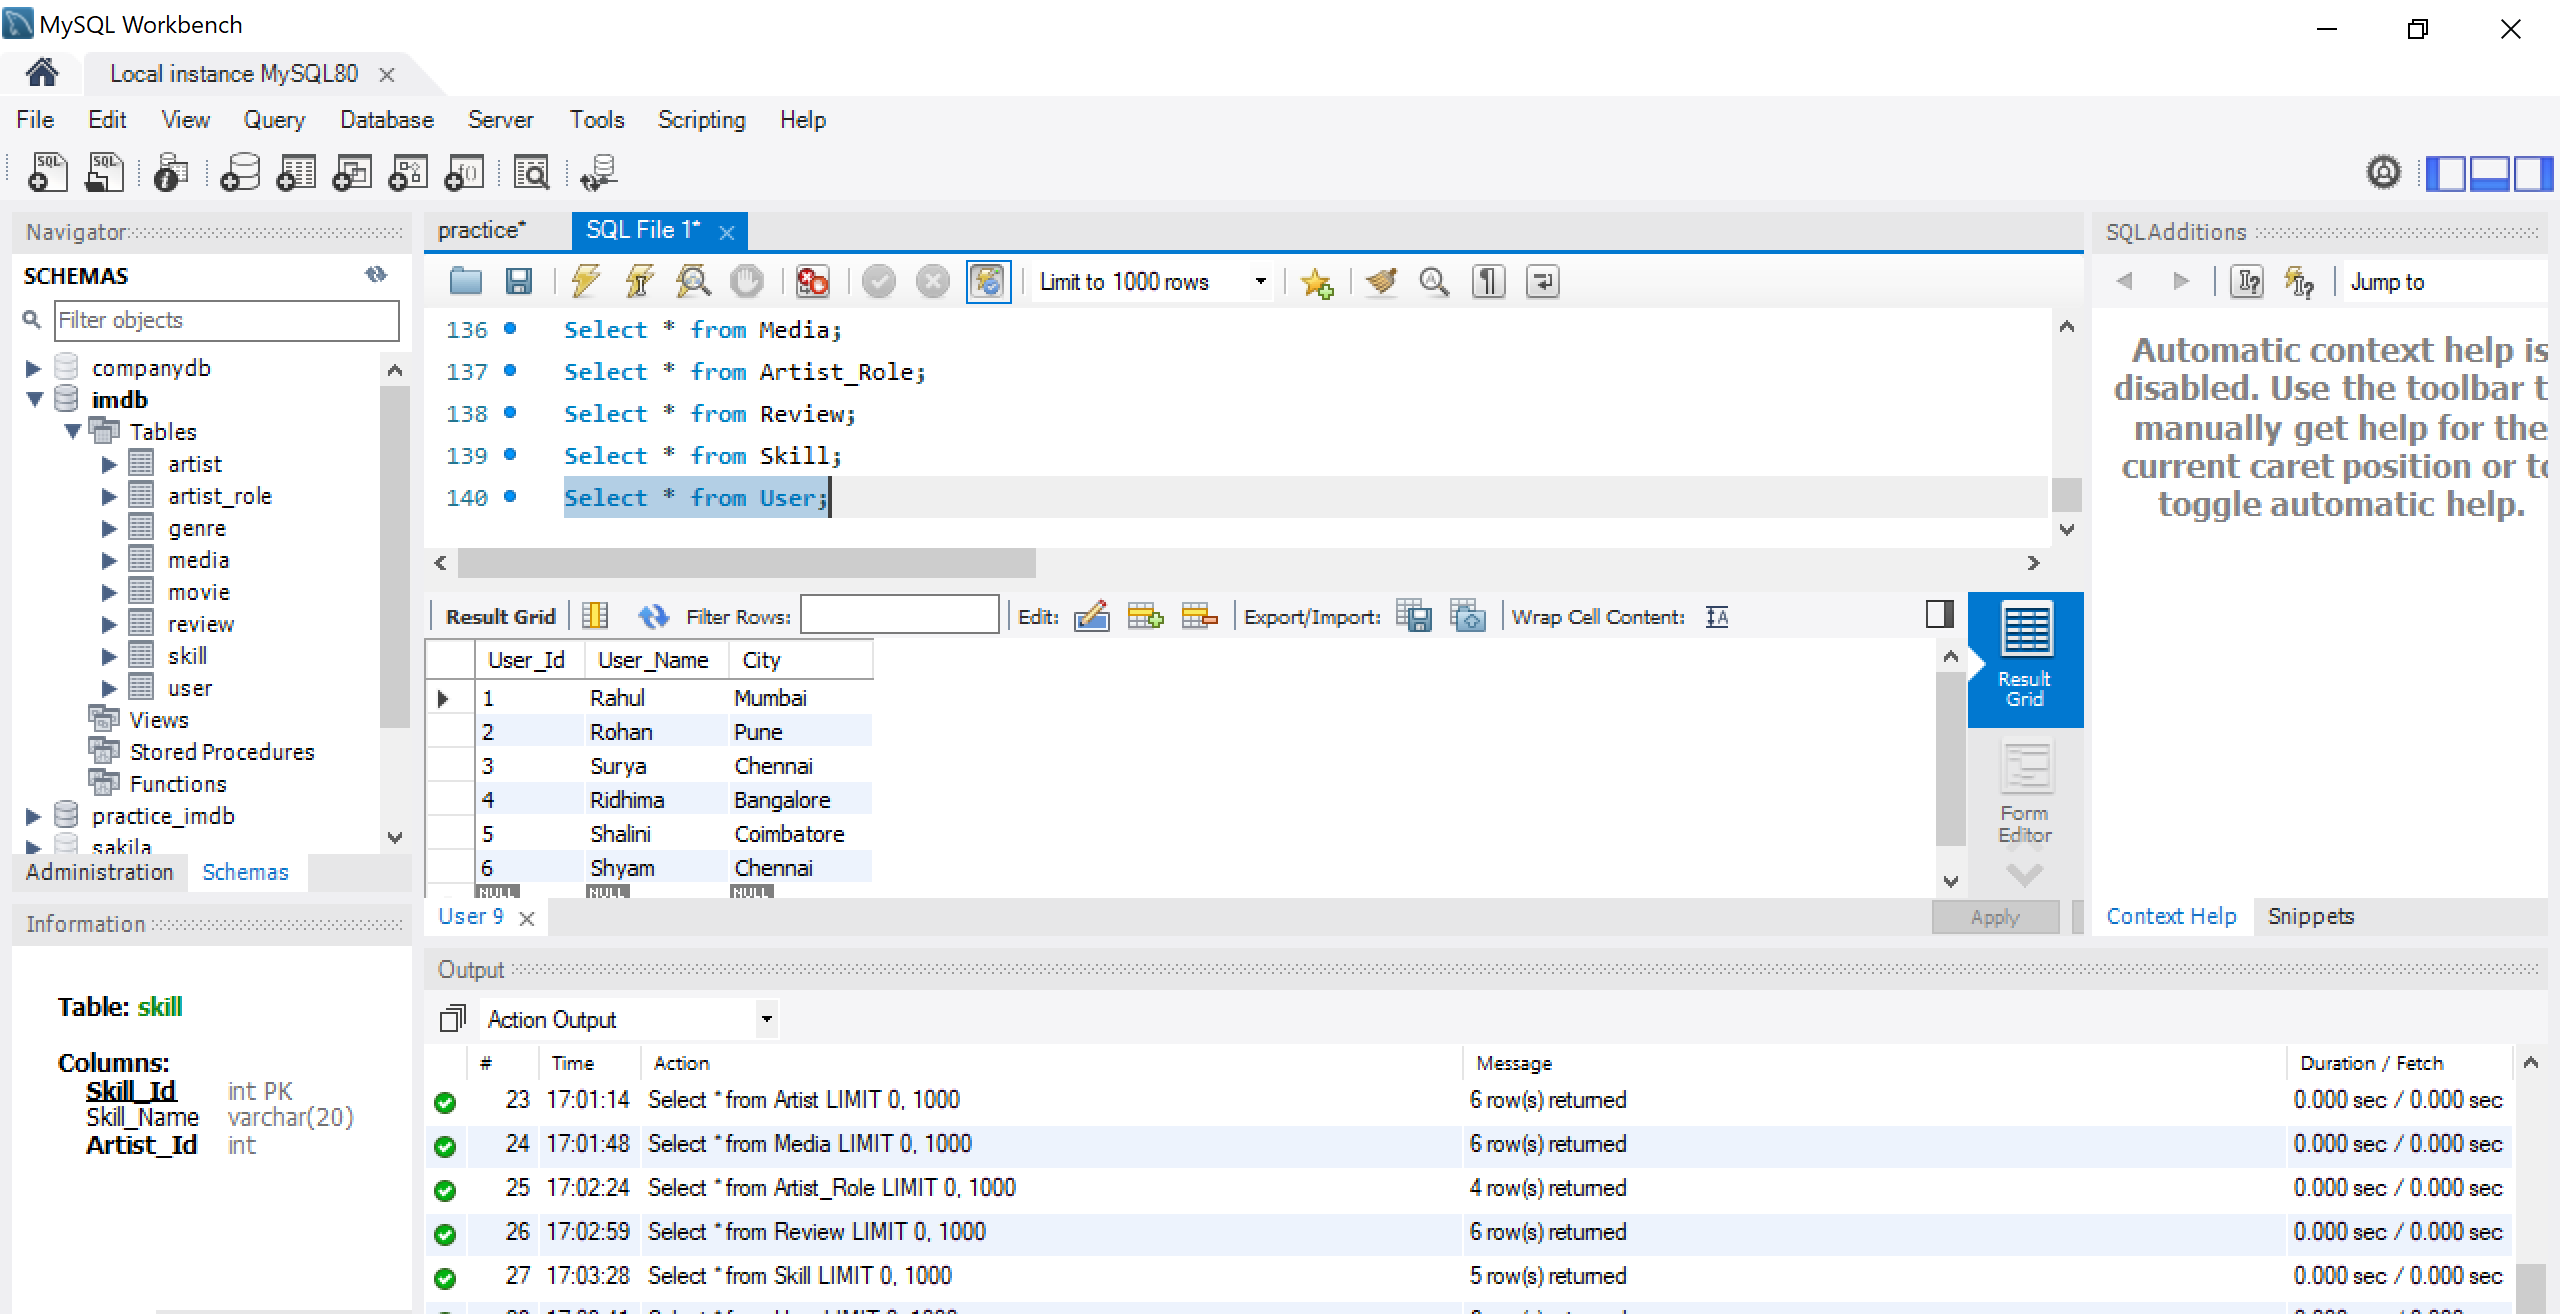 MySQL Workbench
Local instance MySQL80
File Edit View Query Database Server Tools Scripting Help
Navigator
SCHEMAS
Filter objects
companydb
imdb
Tables
artist
artist_role
genre
media
movie
review
skill
user
Views
Stored Procedures
Functions
practice_imdb
sakila
Administration Schemas
Information
Table: skill
Columns:
Skill_Id int PK
Skill_Name varchar(20)
Artist_Id int
practice* SQL File 1*
Limit to 1000 rows
136 Select * from Media;
137 Select * from Artist_Role;
138 Select * from Review;
139 Select * from Skill;
140 Select * from User;
Result Grid Filter Rows: Edit: Export/Import: Wrap Cell Content:
User_Id User_Name City
1 Rahul Mumbai
2 Rohan Pune
3 Surya Chennai
4 Ridhima Bangalore
5 Shalini Coimbatore
6 Shyam Chennai
NULL NULL NULL
Result
Grid
Form
Editor
User 9
Apply
SQLAdditions
Jump to
Automatic context help is
disabled. Use the toolbar t
manually get help for the
current caret position or to
toggle automatic help.
Context Help Snippets
Output
Action Output
# Time Action Message Duration / Fetch
23 17:01:14 Select * from Artist LIMIT 0, 1000 6 row(s) returned 0.000 sec / 0.000 sec
24 17:01:48 Select * from Media LIMIT 0, 1000 6 row(s) returned 0.000 sec / 0.000 sec
25 17:02:24 Select * from Artist_Role LIMIT 0, 1000 4 row(s) returned 0.000 sec / 0.000 sec
26 17:02:59 Select * from Review LIMIT 0, 1000 6 row(s) returned 0.000 sec / 0.000 sec
27 17:03:28 Select * from Skill LIMIT 0, 1000 5 row(s) returned 0.000 sec / 0.000 sec